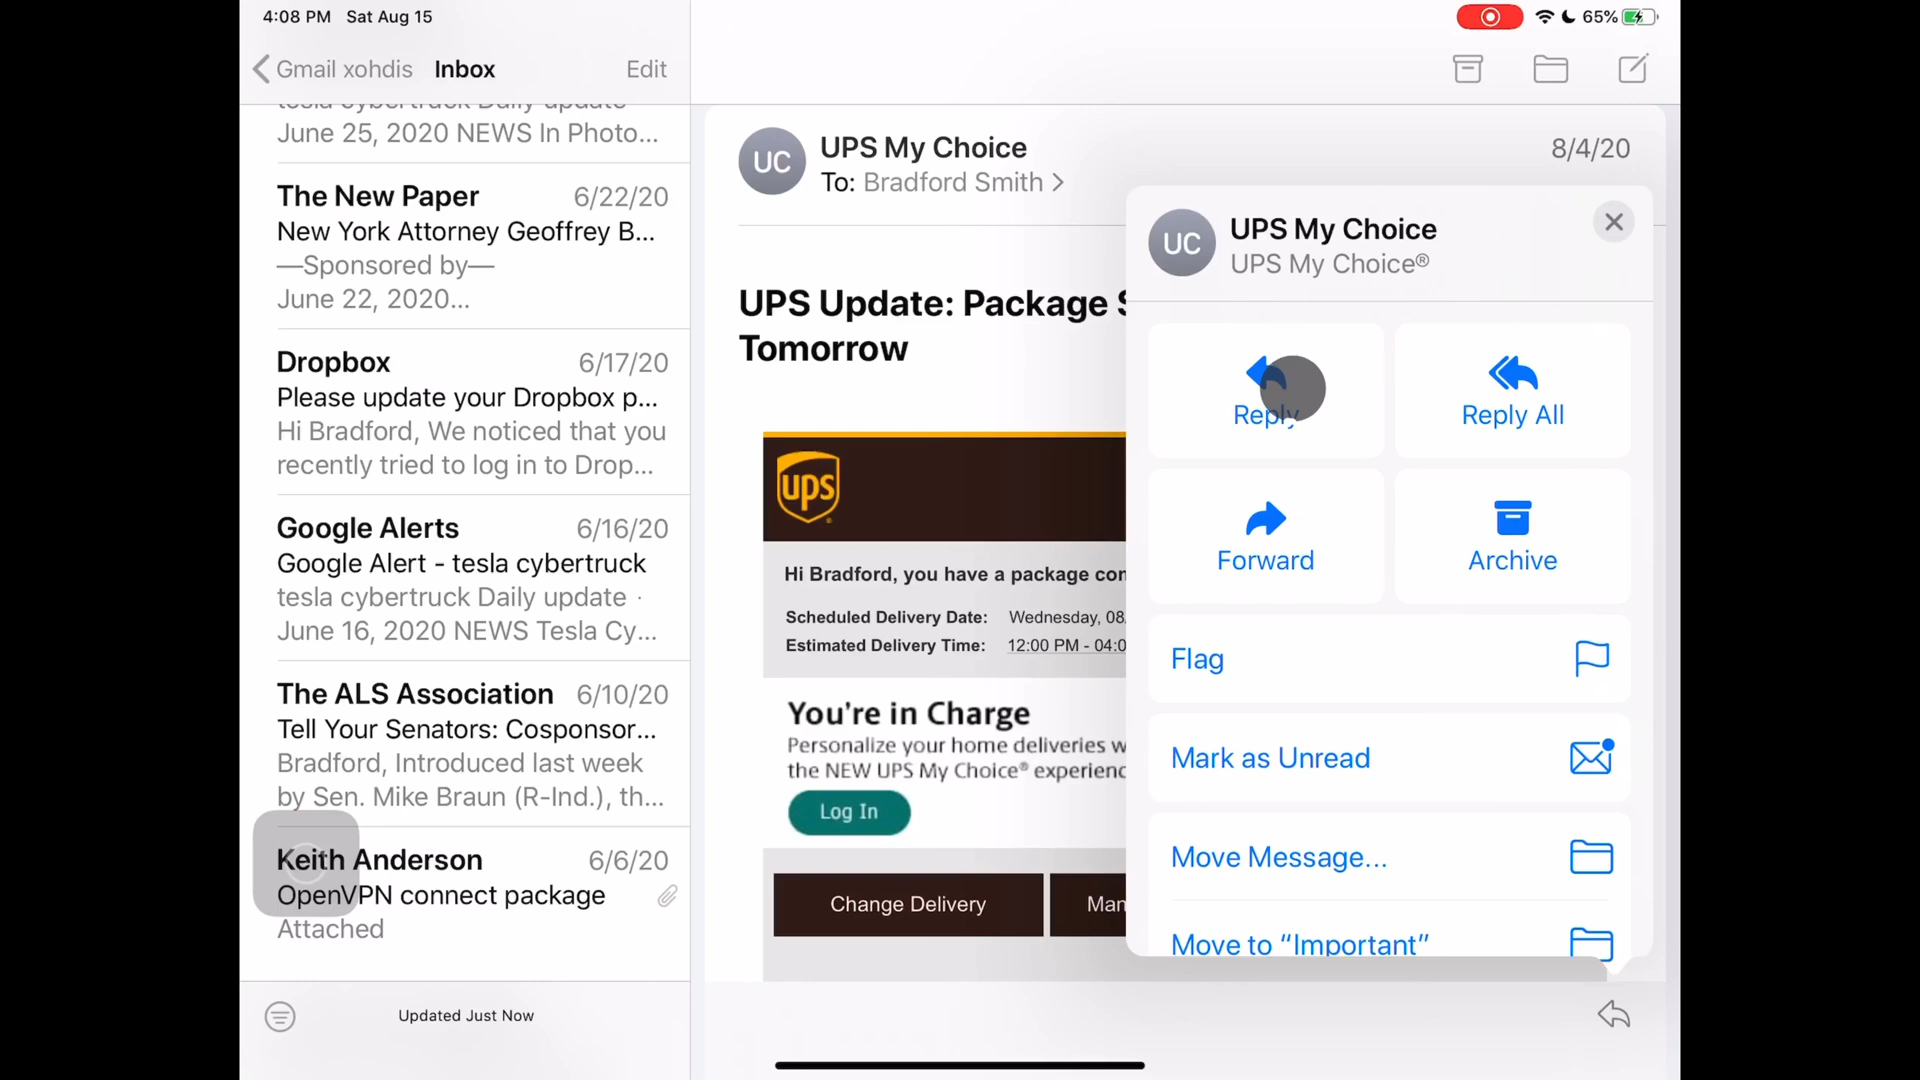 4:08 PM Sat Aug 15
65%
Gmail xohdis Inbox Edit
tesla cybertruck Daily update
June 25, 2020 NEWS In Photo...
The New Paper 6/22/20
New York Attorney Geoffrey B...
—Sponsored by—
June 22, 2020...
Dropbox 6/17/20
Please update your Dropbox p...
Hi Bradford, We noticed that you
recently tried to log in to Drop...
Google Alerts 6/16/20
Google Alert - tesla cybertruck
tesla cybertruck Daily update ·
June 16, 2020 NEWS Tesla Cy...
The ALS Association 6/10/20
Tell Your Senators: Cosponsor...
Bradford, Introduced last week
by Sen. Mike Braun (R-Ind.), th...
Keith Anderson 6/6/20
OpenVPN connect package
Attached
Updated Just Now
UC
UPS My Choice 8/4/20
To: Bradford Smith >
UPS Update: Package S
Tomorrow
ups
Hi Bradford, you have a package con
Scheduled Delivery Date: Wednesday, 08
Estimated Delivery Time: 12:00 PM - 04:0
You're in Charge
Personalize your home deliveries w
the NEW UPS My Choice® experienc
Log In
Change Delivery
Man
UC
UPS My Choice
UPS My Choice®
Reply
Reply All
Forward
Archive
Flag
Mark as Unread
Move Message...
Move to “Important”